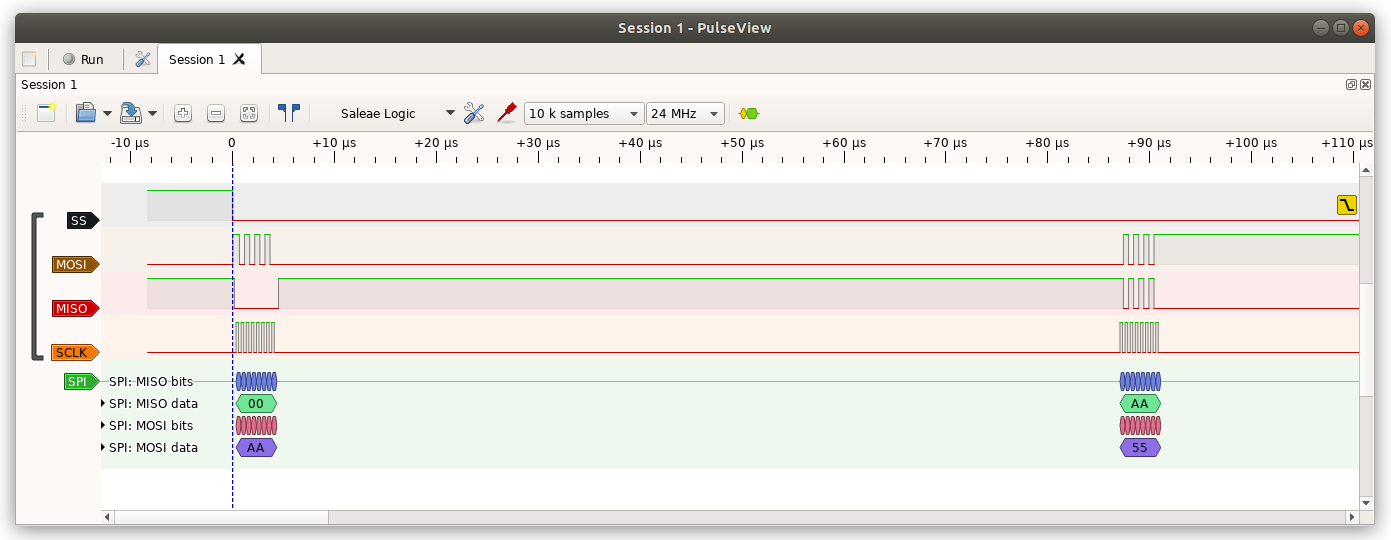 Session 1 - PulseView
Run
Session 1
Session 1
Saleae Logic
10 k samples
24 MHz
-10 µs 0 +10 µs +20 µs +30 µs +40 µs +50 µs +60 µs +70 µs +80 µs +90 µs +100 µs +110 µs
SS
MOSI
MISO
SCLK
SPI SPI: MISO bits
SPI: MISO data 00 AA
SPI: MOSI bits
SPI: MOSI data AA 55